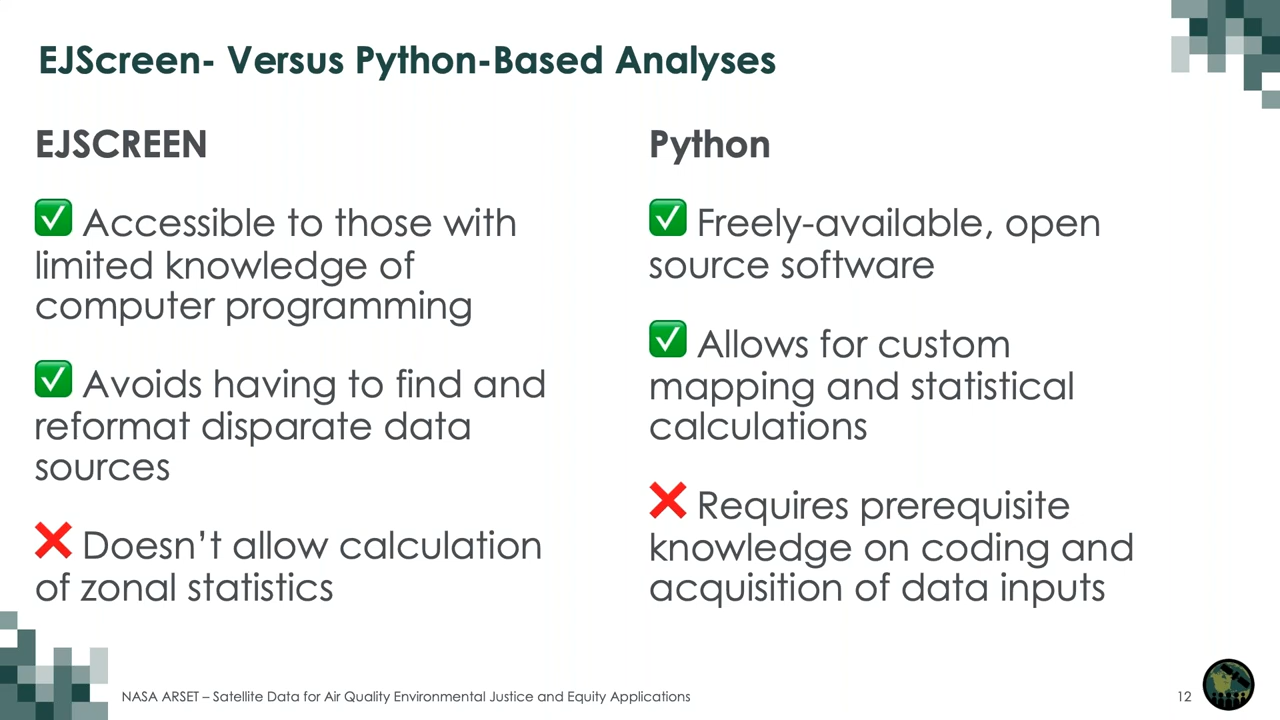 EJScreen- Versus Python-Based Analyses
EJSCREEN
✅ Accessible to those with
limited knowledge of
computer programming
✅ Avoids having to find and
reformat disparate data
sources
❌ Doesn’t allow calculation
of zonal statistics
Python
✅ Freely-available, open
source software
✅ Allows for custom
mapping and statistical
calculations
❌ Requires prerequisite
knowledge on coding and
acquisition of data inputs
NASA ARSET – Satellite Data for Air Quality Environmental Justice and Equity Applications
12